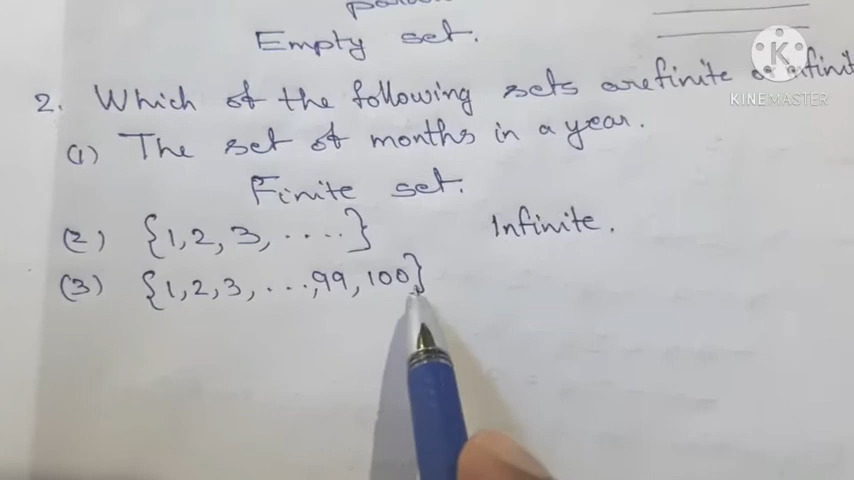 Empty set.
2. Which of the following sets are finite or infinit
(1) The set of months in a year.
Finite set.
(2) {1, 2, 3, .....} Infinite.
(3) {1, 2, 3, ..., 99, 100}
K
KINEMASTER